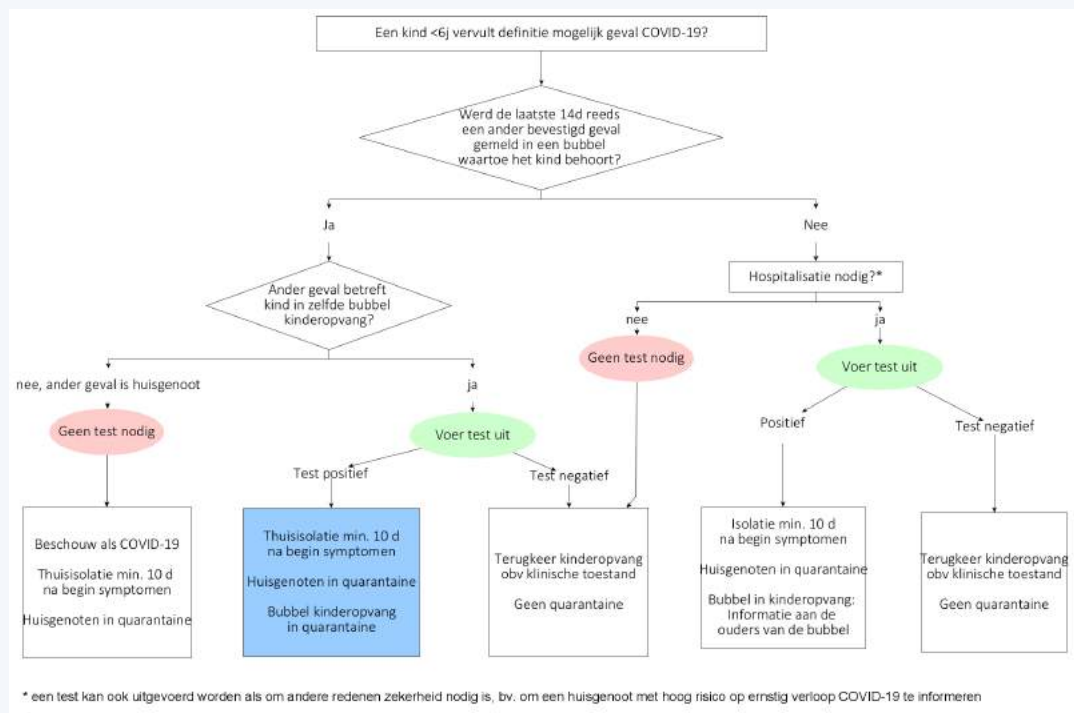 Een kind <6j vervult definitie mogelijk geval COVID-19?
Werd de laatste 14d reeds
een ander bevestigd geval
gemeld in een bubbel
waartoe het kind behoort?
Ja
Nee
Ander geval betreft
kind in zelfde bubbel
kinderopvang?
Hospitalisatie nodig?*
nee
ja
Geen test nodig
Voer test uit
nee, ander geval is huisgenoot
ja
Geen test nodig
Voer test uit
Positief
Test negatief
Test positief
Test negatief
Beschouw als COVID-19
Thuisisolatie min. 10 d
na begin symptomen
Huisgenoten in quarantaine
Thuisisolatie min. 10 d
na begin symptomen
Huisgenoten in quarantaine
Bubbel kinderopvang
in quarantaine
Terugkeer kinderopvang
obv klinische toestand
Geen quarantaine
Isolatie min. 10 d
na begin symptomen
Huisgenoten in quarantaine
Bubbel in kinderopvang:
Informatie aan de
ouders van de bubbel
Terugkeer kinderopvang
obv klinische toestand
Geen quarantaine
* een test kan ook uitgevoerd worden als om andere redenen zekerheid nodig is, bv. om een huisgenoot met hoog risico op ernstig verloop COVID-19 te informeren